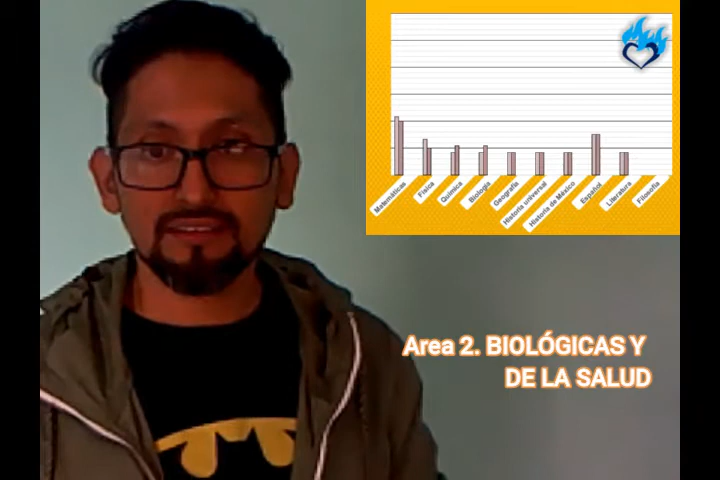 Matemáticas
Física
Química
Biología
Geografía
Historia universal
Historia de México
Español
Literatura
Filosofía
Area 2. BIOLÓGICAS Y
DE LA SALUD